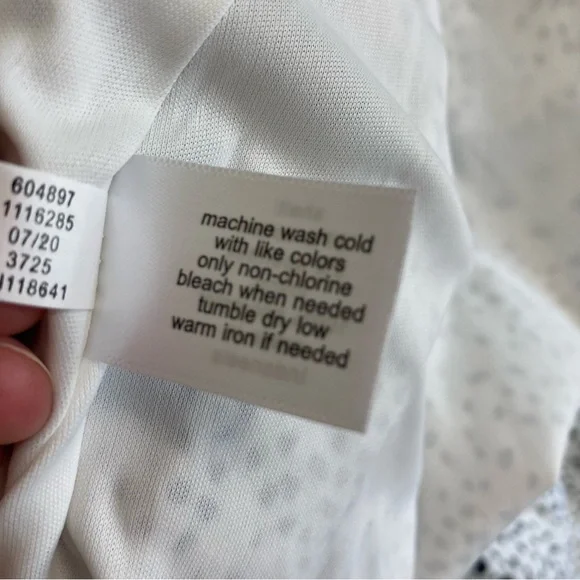 604897
1116285
07/20
3725
118641
machine wash cold
with like colors
only non-chlorine
bleach when needed
tumble dry low
warm iron if needed